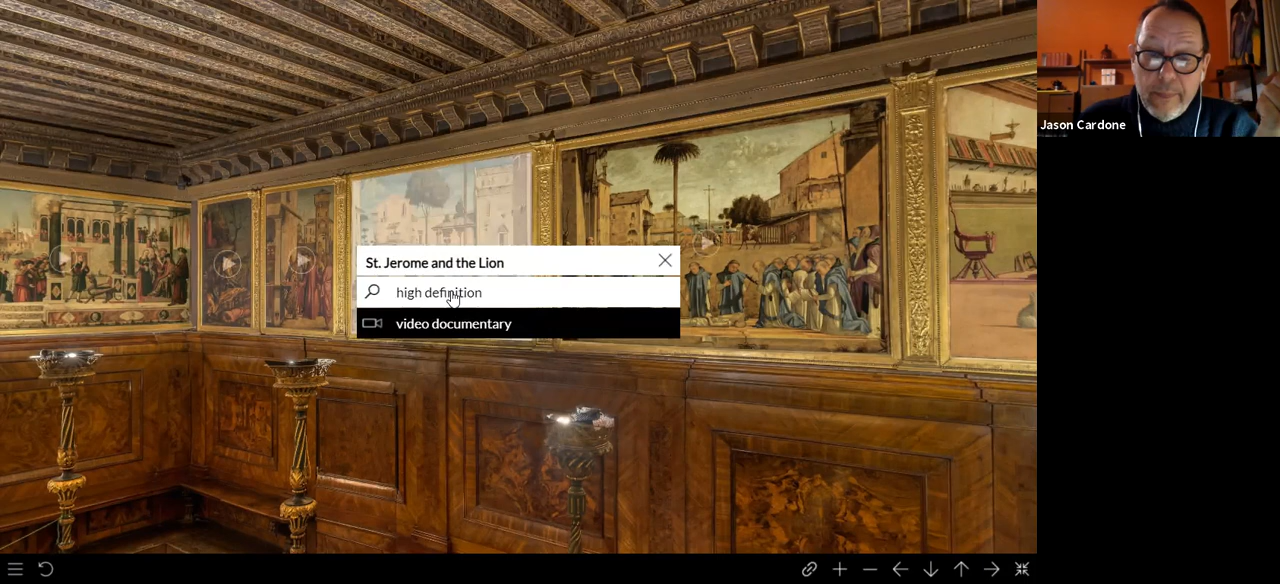 Jason Cardone
St. Jerome and the Lion
high definition
video documentary